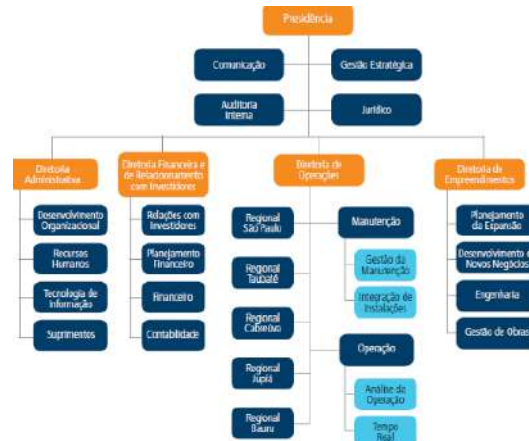 Presidência
Comunicação
Gestão Estratégica
Auditoria
Interna
Jurídico
Diretoria
Administrativa
Diretoria Financeira e
de Relacionamento
com Investidores
Diretoria de
Operações
Diretoria de
Empreendimentos
Desenvolvimento
Organizacional
Recursos
Humanos
Tecnologia de
Informação
Suprimentos
Relações com
Investidores
Planejamento
Financeiro
Financeiro
Contabilidade
Regional
São Paulo
Regional
Taubaté
Regional
Cabreúva
Regional
Jupiá
Regional
Bauru
Manutenção
Gestão da
Manutenção
Integração de
Instalações
Operação
Análise da
Operação
Tempo
Real
Planejamento
da Expansão
Desenvolvimento e
Novos Negócios
Engenharia
Gestão de Obras